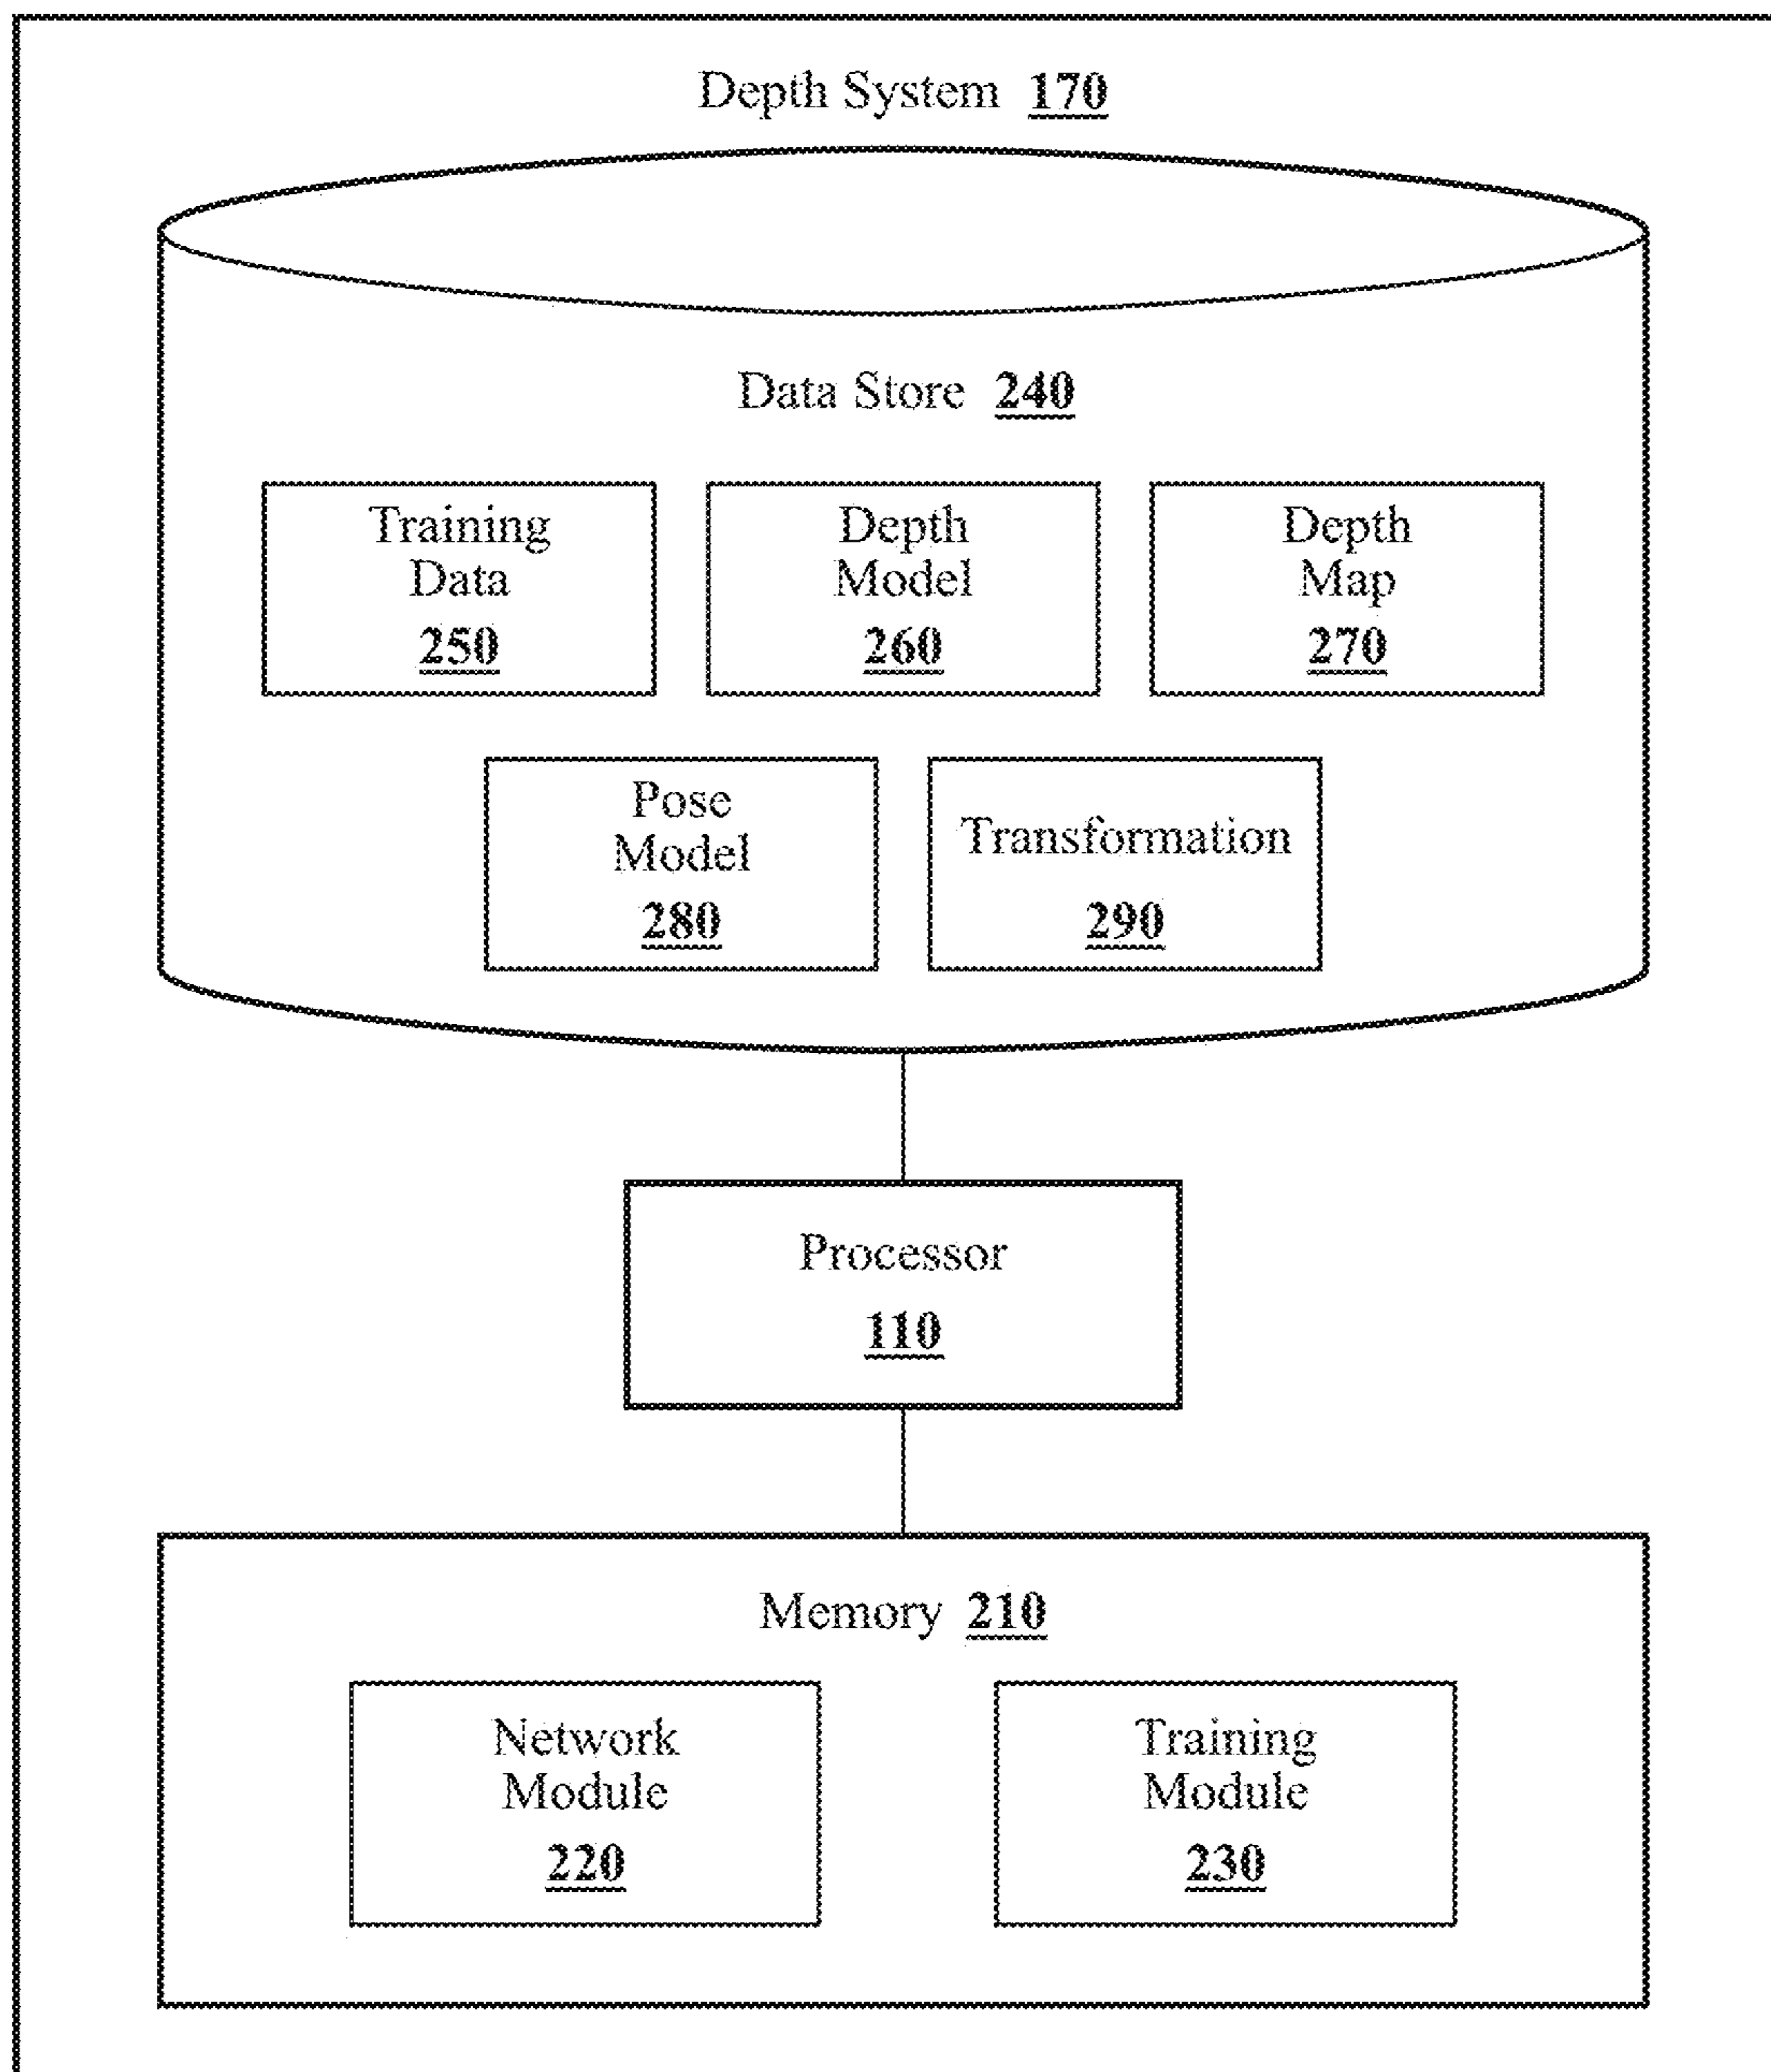 Depth System 170
Data Store 240
Training
Data
250
Depth
Model
260
Depth
Map
270
Pose
Model
280
Transformation
290
Processor
110
Memory 210
Network
Module
220
Training
Module
230